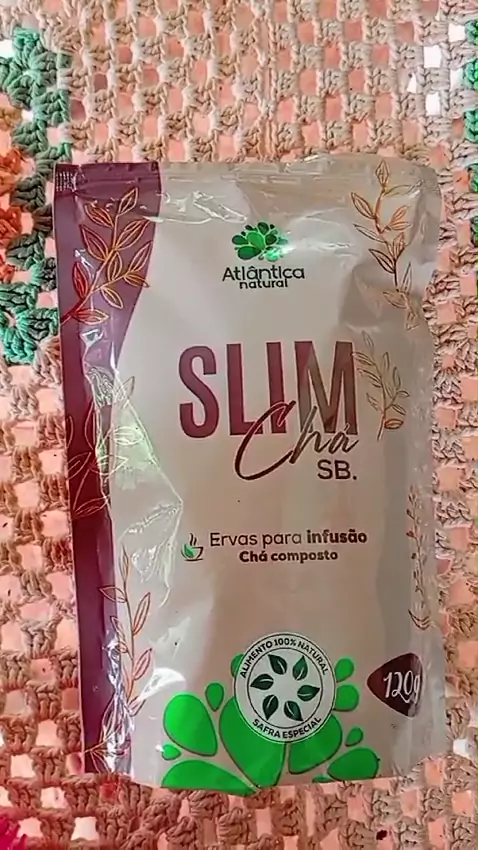 Atlântica
natural
SLIM
Chá
SB.
Ervas para infusão
Chá composto
ALIMENTO 100% NATURAL
SAFRA ESPECIAL
120g